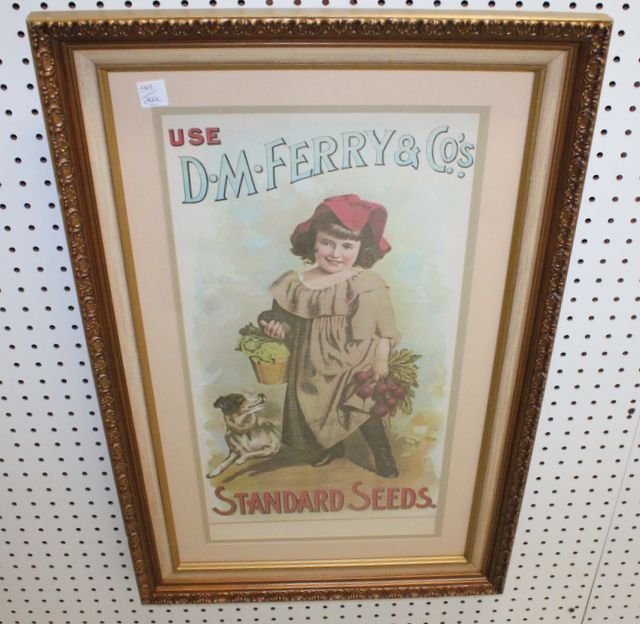 USE
D·M·FERRY & CO'S.
STANDARD SEEDS.